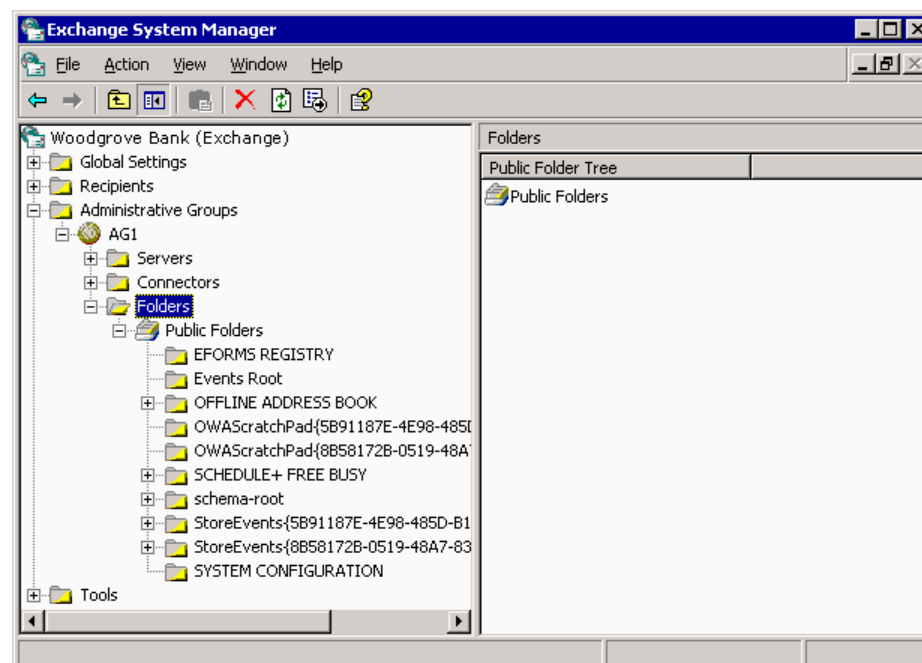 Exchange System Manager
File Action View Window Help
Woodgrove Bank (Exchange)
Global Settings
Recipients
Administrative Groups
AG1
Servers
Connectors
Folders
Public Folders
EFORMS REGISTRY
Events Root
OFFLINE ADDRESS BOOK
OWAScratchPad{5B91187E-4E98-485
OWAScratchPad{8B58172B-0519-48A
SCHEDULE+ FREE BUSY
schema-root
StoreEvents{5B91187E-4E98-485D-B1
StoreEvents{8B58172B-0519-48A7-83
SYSTEM CONFIGURATION
Tools
Folders
Public Folder Tree
Public Folders